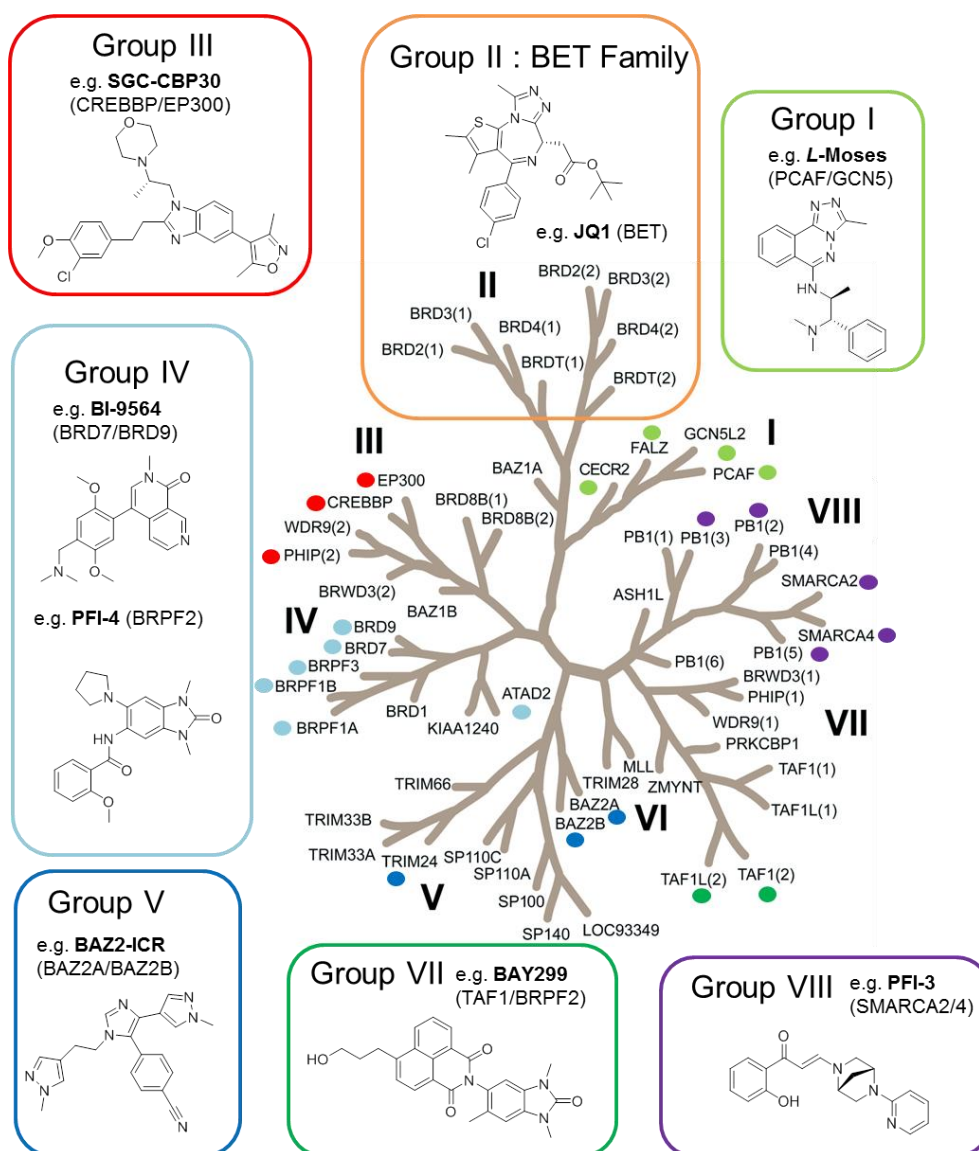 Group III
e.g. SGC-CBP30
(CREBBP/EP300)
O
N
N
N
O
Cl
N
O
Group II : BET Family
N N
S
N
N
O
O
Cl
e.g. JQ1 (BET)
Group I
e.g. L-Moses
(PCAF/GCN5)
N N
N
N
HN
N
Group IV
e.g. BI-9564
(BRD7/BRD9)
N
O
O
N
N
O
e.g. PFI-4 (BRPF2)
N
N
O
N
HN
O
O
II
BRD2(2)
BRD3(2)
BRD3(1)
BRD4(1)
BRD4(2)
BRD2(1)
BRDT(1)
BRDT(2)
III
I
GCN5L2
FALZ
BAZ1A
CECR2
PCAF
EP300
CREBBP
BRD8B(1)
WDR9(2)
BRD8B(2)
PHIP(2)
BRWD3(2)
BAZ1B
VIII
PB1(2)
PB1(1)
PB1(3)
PB1(4)
SMARCA2
ASH1L
SMARCA4
PB1(5)
PB1(6)
IV
BRD9
BRD7
BRPF3
BRPF1B
BRPF1A
BRD1
KIAA1240
ATAD2
BRWD3(1)
PHIP(1)
WDR9(1)
VII
PRKCBP1
TAF1(1)
TAF1L(1)
MLL
ZMYNT
TRIM28
TRIM66
BAZ2A
BAZ2B
VI
TRIM33B
TRIM33A
TRIM24
V
SP110C
SP110A
SP100
SP140
LOC93349
TAF1L(2)
TAF1(2)
Group V
e.g. BAZ2-ICR
(BAZ2A/BAZ2B)
N
N
N
N
N
N
N
Group VII
e.g. BAY299
(TAF1/BRPF2)
HO
O
N
O
N
O
N
Group VIII
e.g. PFI-3
(SMARCA2/4)
O
OH
N
N
N